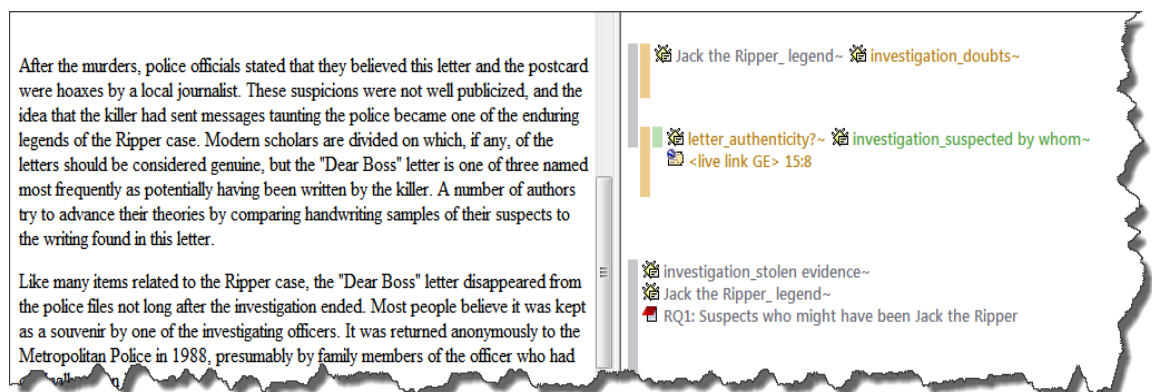 After the murders, police officials stated that they believed this letter and the postcard
were hoaxes by a local journalist. These suspicions were not well publicized, and the
idea that the killer had sent messages taunting the police became one of the enduring
legends of the Ripper case. Modern scholars are divided on which, if any, of the
letters should be considered genuine, but the "Dear Boss" letter is one of three named
most frequently as potentially having been written by the killer. A number of authors
try to advance their theories by comparing handwriting samples of their suspects to
the writing found in this letter.
Like many items related to the Ripper case, the "Dear Boss" letter disappeared from
the police files not long after the investigation ended. Most people believe it was kept
as a souvenir by one of the investigating officers. It was returned anonymously to the
Metropolitan Police in 1988, presumably by family members of the officer who had
Jack the Ripper_ legend~ investigation_doubts~
letter_authenticity?~ investigation_suspected by whom~
<live link GE> 15:8
investigation_stolen evidence~
Jack the Ripper_ legend~
RQ1: Suspects who might have been Jack the Ripper